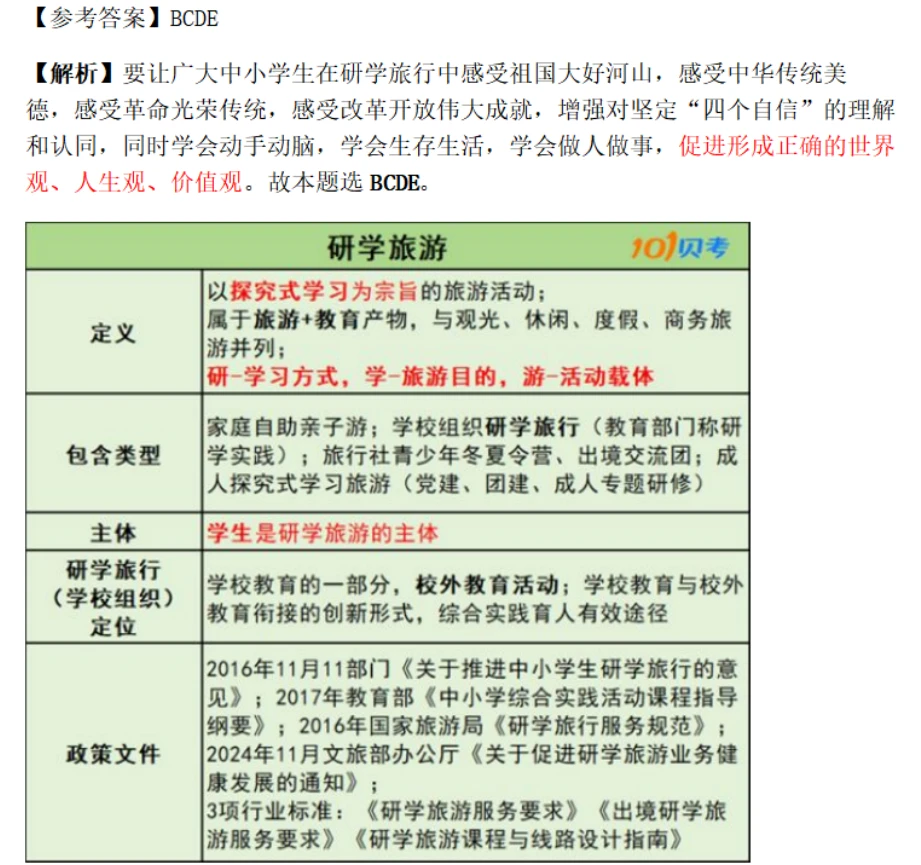 【参考答案】BCDE
【解析】要让广大中小学生在研学旅行中感受祖国大好河山，感受中华传统美
德，感受革命光荣传统，感受改革开放伟大成就，增强对坚定“四个自信”的理解
和认同，同时学会动手动脑，学会生存生活，学会做人做事，促进形成正确的世界
观、人生观、价值观。故本题选 BCDE。
研学旅游
101贝考
定义
以探究式学习为宗旨的旅游活动；
属于旅游+教育产物，与观光、休闲、度假、商务旅
游并列；
研-学习方式，学-旅游目的，游-活动载体
包含类型
家庭自助亲子游；学校组织研学旅行（教育部门称研
学实践）；旅行社青少年冬夏令营、出境交流团；成
人探究式学习旅游（党建、团建、成人专题研修）
主体
学生是研学旅游的主体
研学旅行
（学校组织）
定位
学校教育的一部分，校外教育活动；学校教育与校外
教育衔接的创新形式，综合实践育人有效途径
政策文件
2016年11月11部门《关于推进中小学生研学旅行的意
见》；2017年教育部《中小学综合实践活动课程指导
纲要》；2016年国家旅游局《研学旅行服务规范》；
2024年11月文旅部办公厅《关于促进研学旅游业务健
康发展的通知》；
3项行业标准：《研学旅游服务要求》《出境研学旅
游服务要求》《研学旅游课程与线路设计指南》